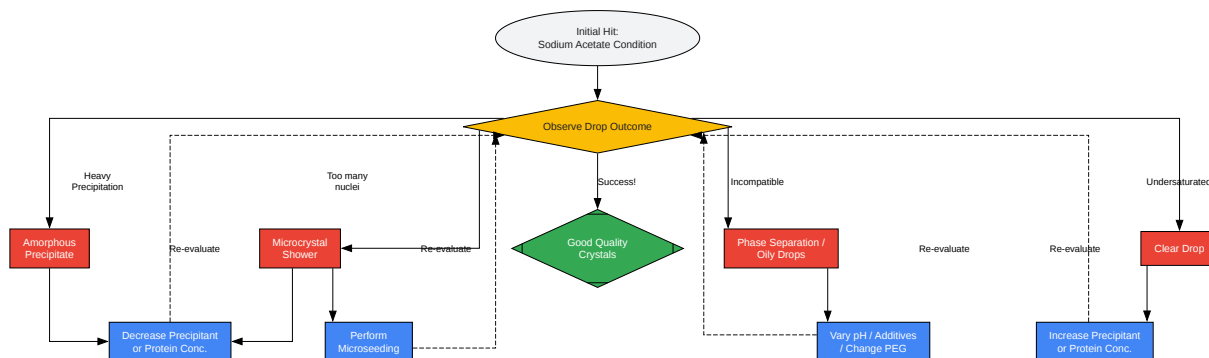 Initial Hit:
Sodium Acetate Condition
Observe Drop Outcome
Heavy
Precipitation
Too many
nuclei
Success!
Incompatible
Undersaturated
Amorphous
Precipitate
Re-evaluate
Microcrystal
Shower
Re-evaluate
Good Quality
Crystals
Phase Separation /
Oily Drops
Re-evaluate
Re-evaluate
Clear Drop
Decrease Precipitant
or Protein Conc.
Perform
Microseeding
Vary pH / Additives
/ Change PEG
Increase Precipitant
or Protein Conc.